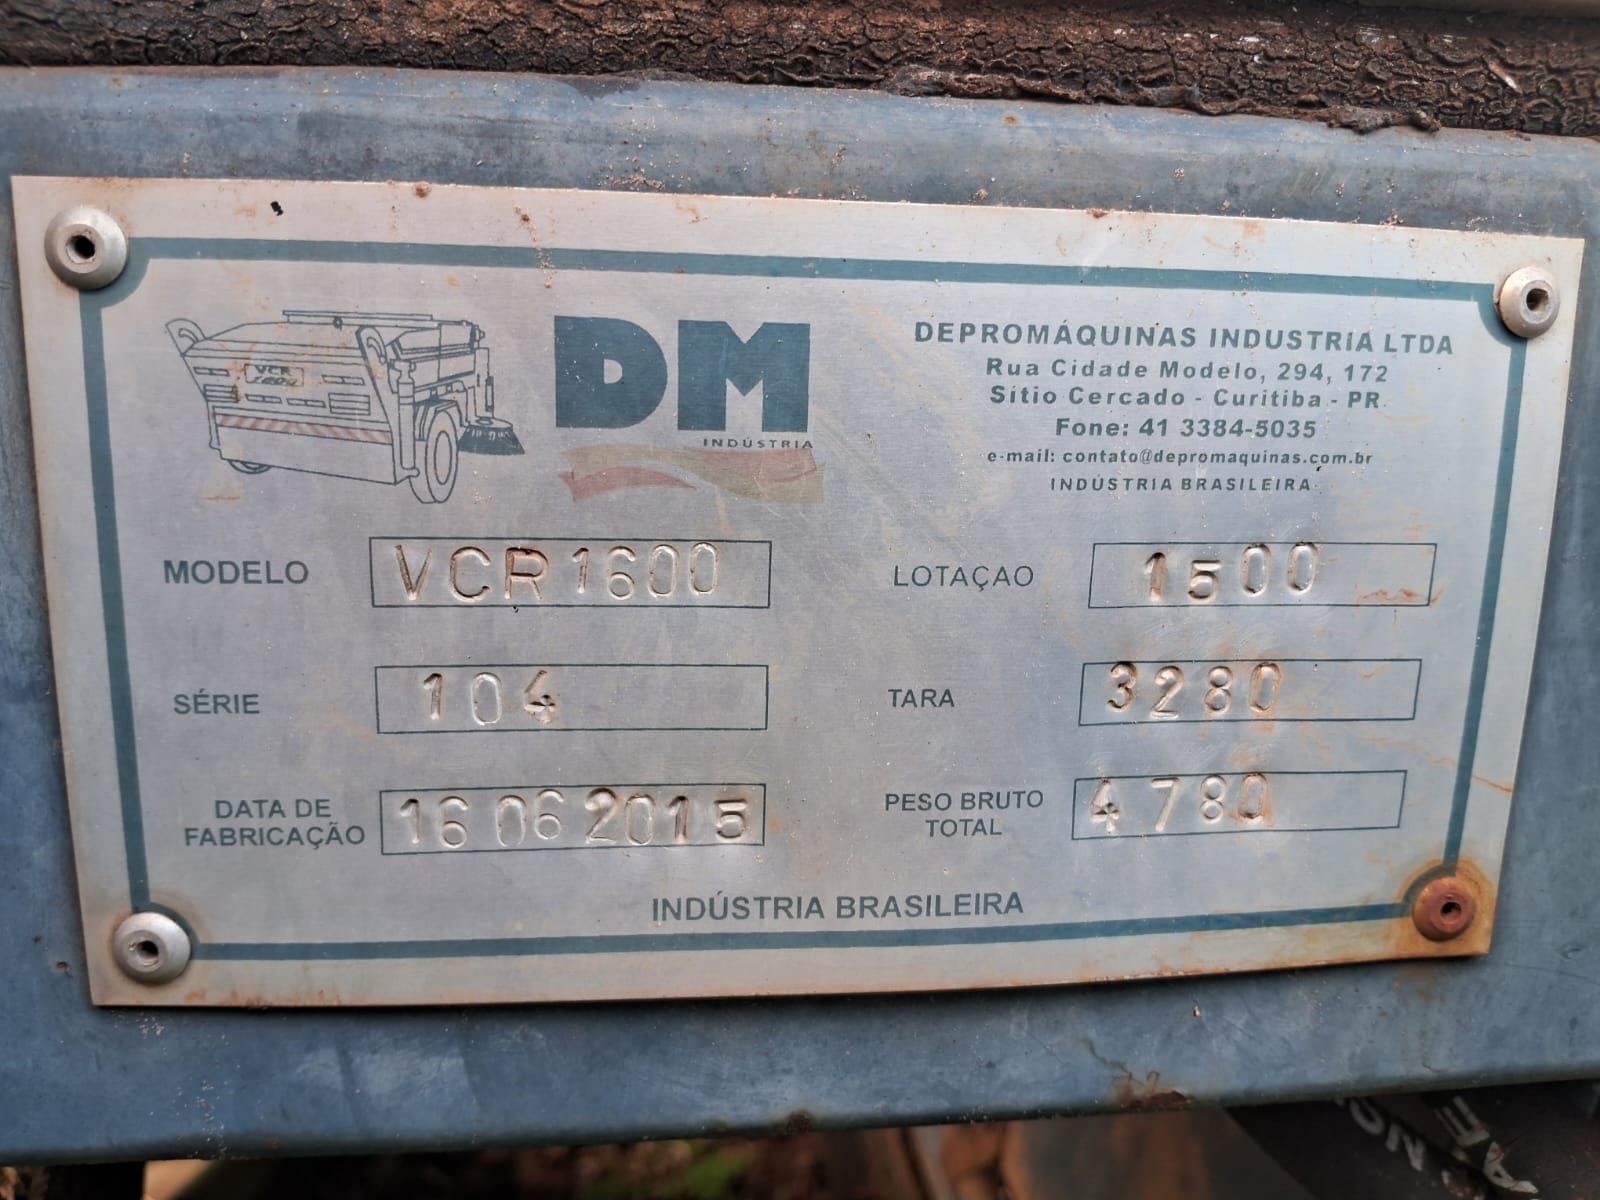 VCR
DM
INDÚSTRIA
DEPROMÁQUINAS INDUSTRIA LTDA
Rua Cidade Modelo, 294, 172
Sítio Cercado - Curitiba - PR
Fone: 41 3384-5035
e-mail: contato@depromaquinas.com.br
INDÚSTRIA BRASILEIRA
MODELO VCR 1600
LOTAÇAO 1500
SÉRIE 104
TARA 3280
DATA DE
FABRICAÇÃO 16 06 2015
PESO BRUTO
TOTAL 4780
INDÚSTRIA BRASILEIRA